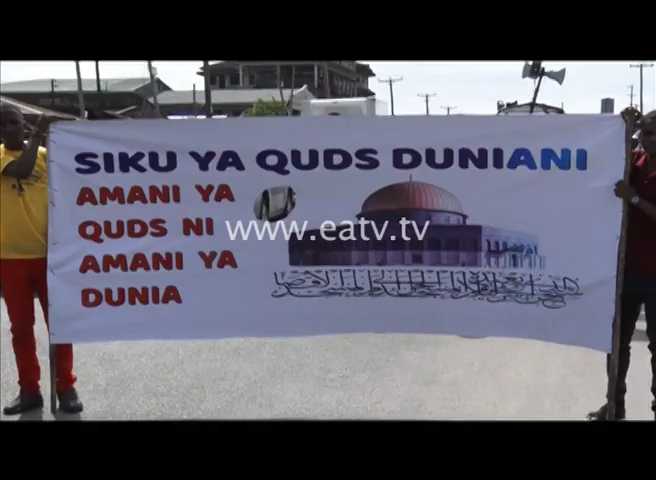 SIKU YA QUDS DUNIANI
AMANI YA
QUDS NI
AMANI YA
DUNIA
www.eatv.tv